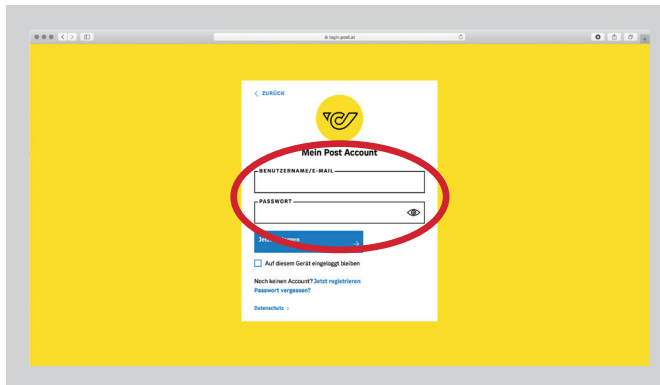 login.post.at
ZURÜCK
Mein Post Account
BENUTZERNAME/E-MAIL
PASSWORT
Auf diesem Gerät eingeloggt bleiben
Noch keinen Account? Jetzt registrieren
Passwort vergessen?
Datenschutz